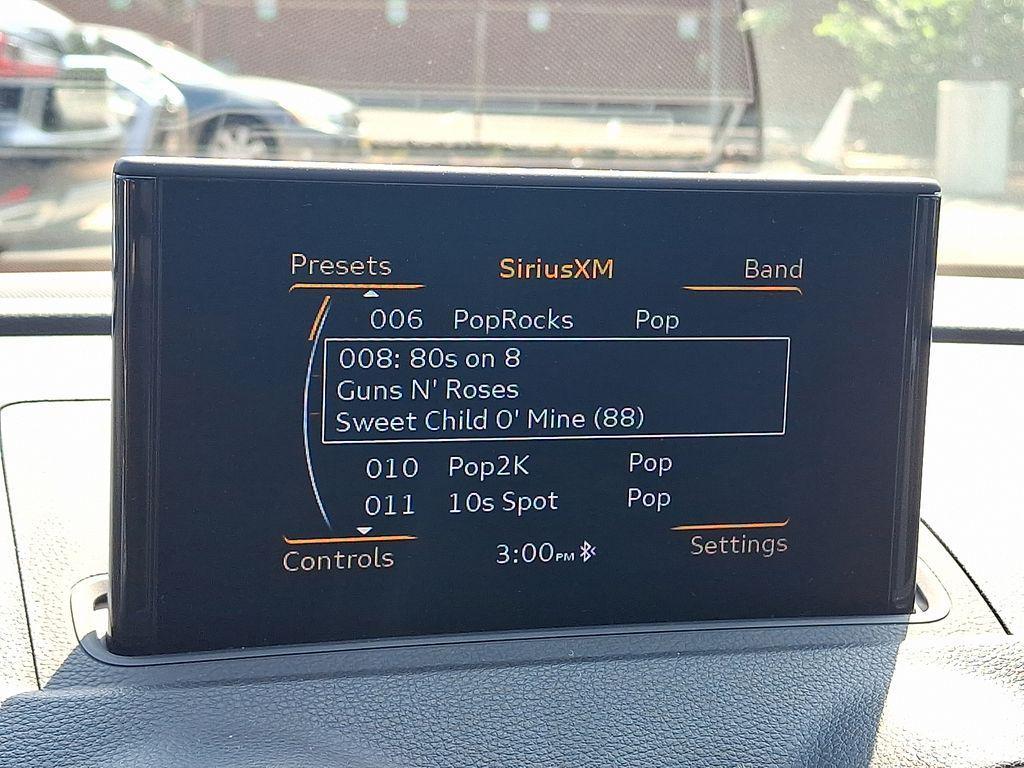 Presets SiriusXM Band
006 PopRocks Pop
008: 80s on 8
Guns N' Roses
Sweet Child O' Mine (88)
010 Pop2K Pop
011 10s Spot Pop
Controls 3:00PM Settings